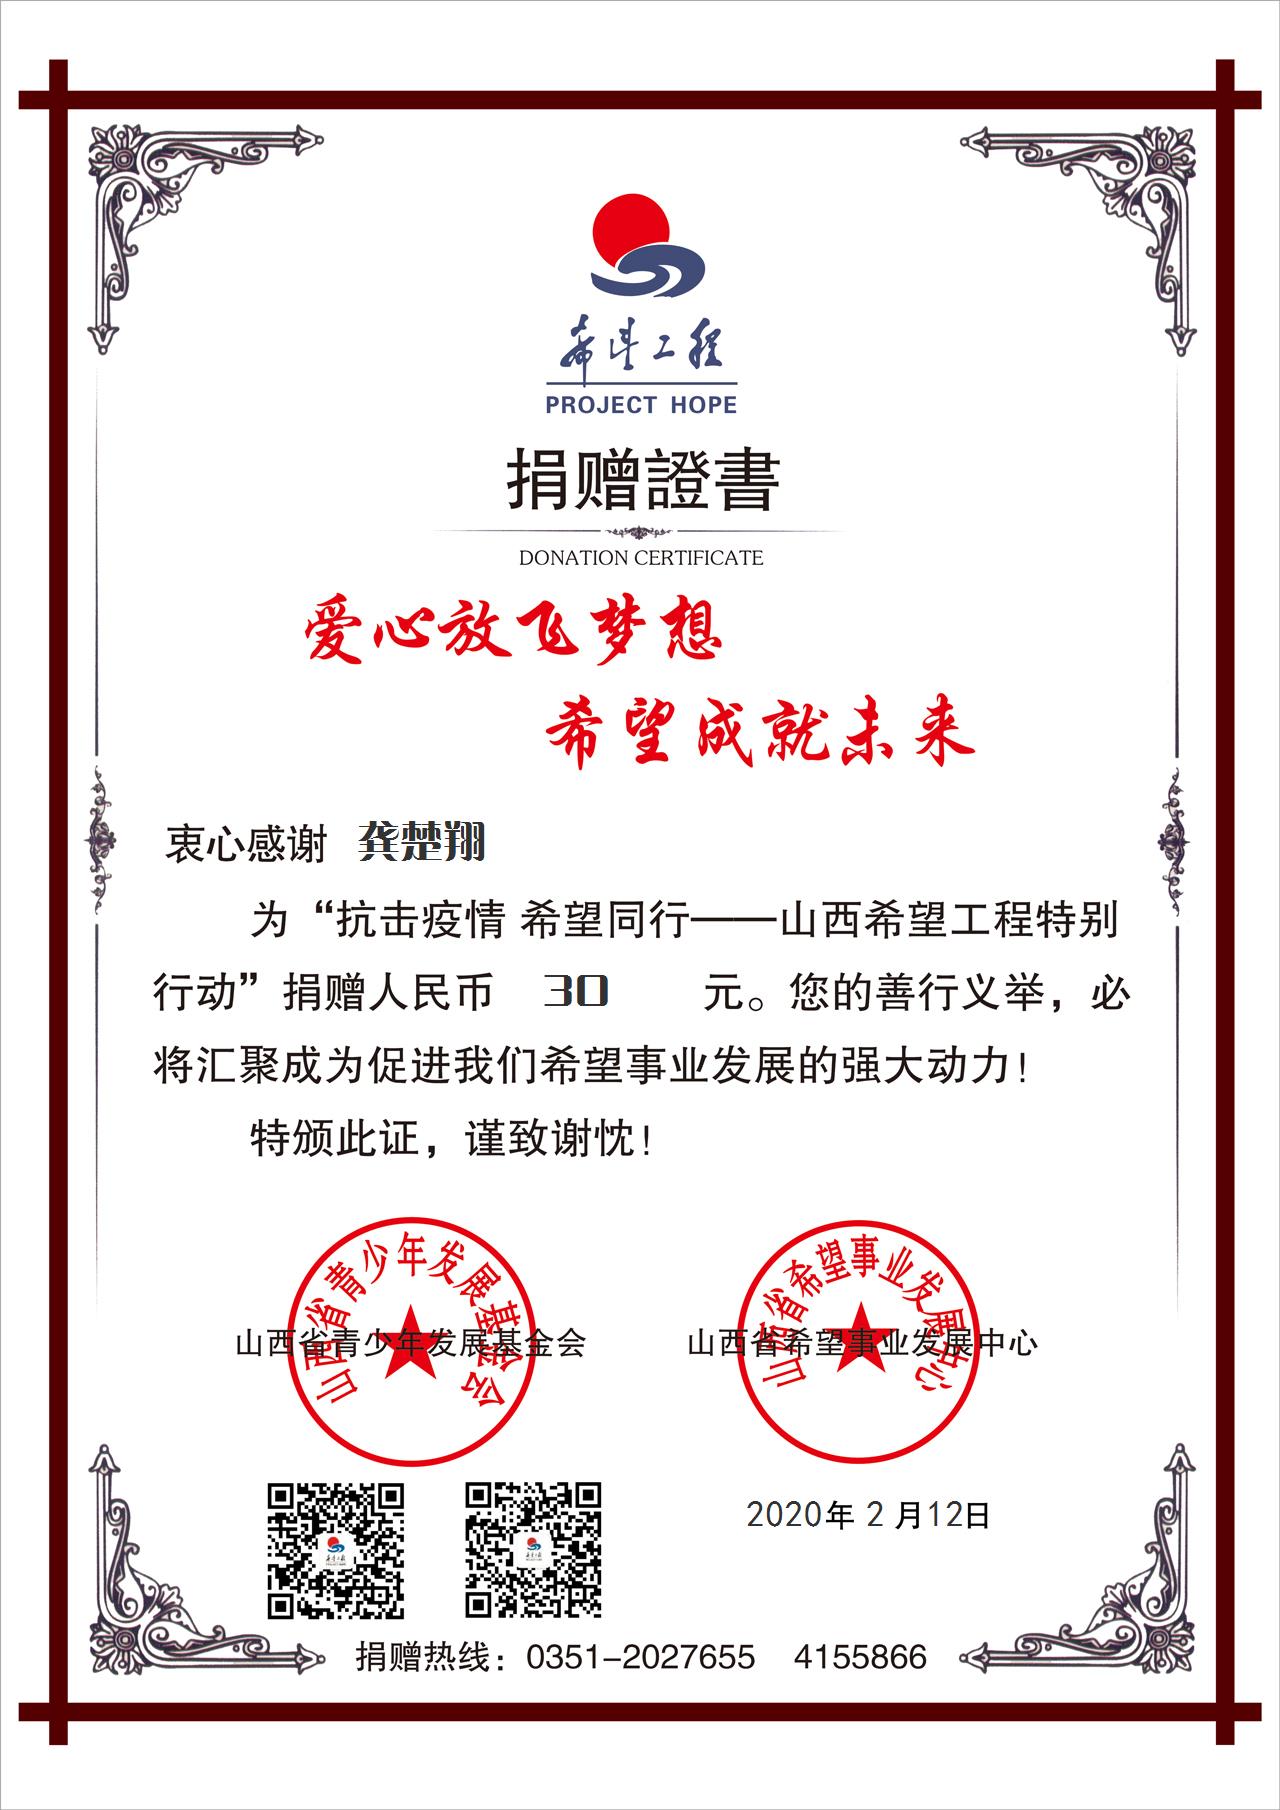 希望工程
PROJECT HOPE
捐赠證書
DONATION CERTIFICATE
爱心放飞梦想
希望成就未来
衷心感谢 龚楚翔
为“抗击疫情 希望同行——山西希望工程特别
行动”捐赠人民币 30 元。您的善行义举，必
将汇聚成为促进我们希望事业发展的强大动力！
特颁此证，谨致谢忱！
山西省青少年发展基金会
山西省希望事业发展中心
山西省青少年发展基金会 山西省希望事业发展中心
2020年 2 月12日
捐赠热线：0351-2027655 4155866